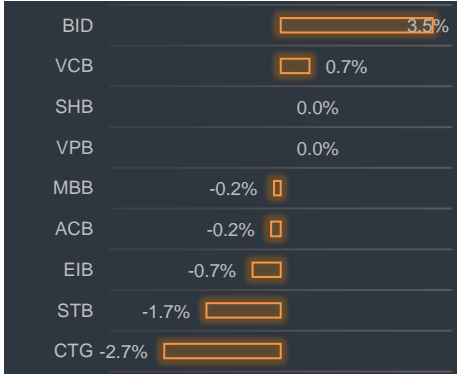 BID 3.5%
VCB 0.7%
SHB 0.0%
VPB 0.0%
MBB -0.2%
ACB -0.2%
EIB -0.7%
STB -1.7%
CTG -2.7%